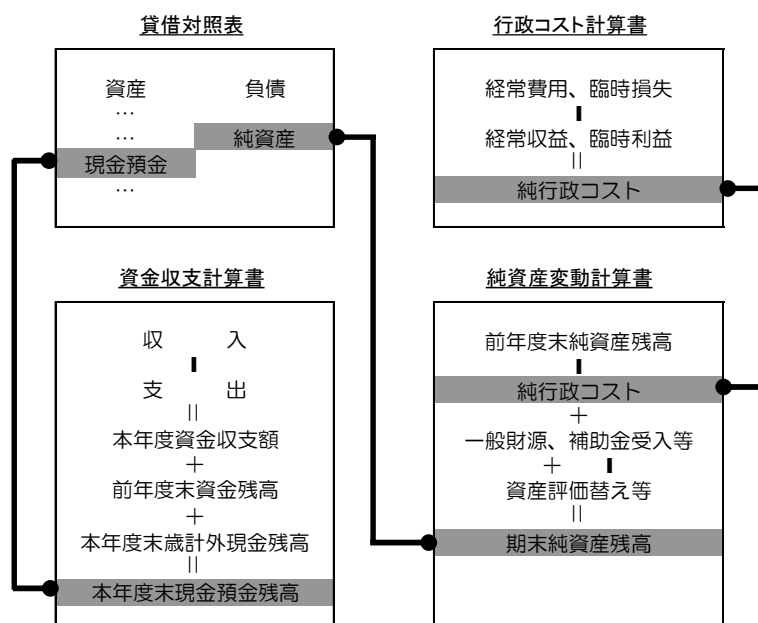 貸借対照表
資産 負債
…
… 純資産
現金預金
…
行政コスト計算書
経常費用、臨時損失
ー
経常収益、臨時利益
||
純行政コスト
資金収支計算書
収 入
ー
支 出
||
本年度資金収支額
＋
前年度末資金残高
＋
本年度末歳計外現金残高
||
本年度末現金預金残高
純資産変動計算書
前年度末純資産残高
ー
純行政コスト
＋
一般財源、補助金受入等
＋ ー
資産評価替え等
||
期末純資産残高